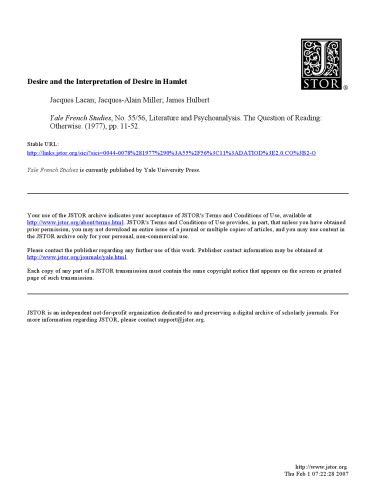 JSTOR
®
Desire and the Interpretation of Desire in Hamlet
Jacques Lacan; Jacques-Alain Miller; James Hulbert
Yale French Studies, No. 55/56, Literature and Psychoanalysis. The Question of Reading:
Otherwise. (1977), pp. 11-52.
Stable URL:
http://links.jstor.org/sici?sici=0044-0078%281977%290%3A55%2F56%3C11%3ADATIOD%3E2.0.CO%3B2-O
Yale French Studies is currently published by Yale University Press.
Your use of the JSTOR archive indicates your acceptance of JSTOR's Terms and Conditions of Use, available at
http://www.jstor.org/about/terms.html. JSTOR's Terms and Conditions of Use provides, in part, that unless you have obtained
prior permission, you may not download an entire issue of a journal or multiple copies of articles, and you may use content in
the JSTOR archive only for your personal, non-commercial use.
Please contact the publisher regarding any further use of this work. Publisher contact information may be obtained at
http://www.jstor.org/journals/yale.html.
Each copy of any part of a JSTOR transmission must contain the same copyright notice that appears on the screen or printed
page of such transmission.
JSTOR is an independent not-for-profit organization dedicated to and preserving a digital archive of scholarly journals. For
more information regarding JSTOR, please contact support@jstor.org.
http://www.jstor.org
Thu Feb 1 07:22:28 2007